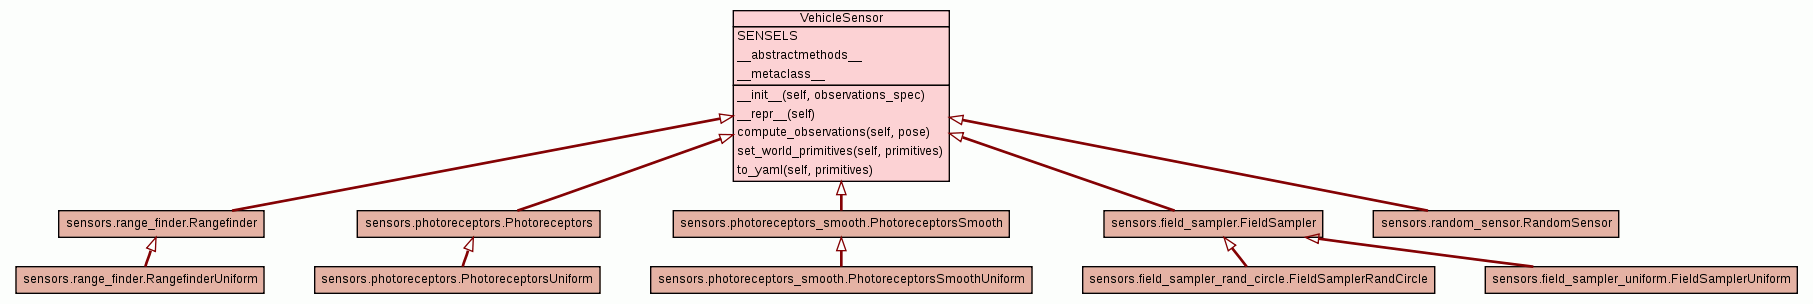 VehicleSensor
SENSELS
__abstractmethods__
__metaclass__
__init__(self, observations_spec)
__repr__(self)
compute_observations(self, pose)
set_world_primitives(self, primitives)
to_yaml(self, primitives)
sensors.range_finder.Rangefinder
sensors.photoreceptors.Photoreceptors
sensors.photoreceptors_smooth.PhotoreceptorsSmooth
sensors.field_sampler.FieldSampler
sensors.random_sensor.RandomSensor
sensors.range_finder.RangefinderUniform
sensors.photoreceptors.PhotoreceptorsUniform
sensors.photoreceptors_smooth.PhotoreceptorsSmoothUniform
sensors.field_sampler_rand_circle.FieldSamplerRandCircle
sensors.field_sampler_uniform.FieldSamplerUniform